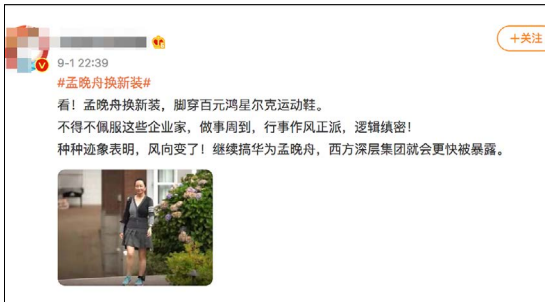 +关注
9-1 22:39
#孟晚舟换新装#
看！孟晚舟换新装，脚穿百元鸿星尔克运动鞋。
不得不佩服这些企业家，做事周到，行事作风正派，逻辑缜密！
种种迹象表明，风向变了！继续搞华为孟晚舟，西方深层集团就会更快被暴露。